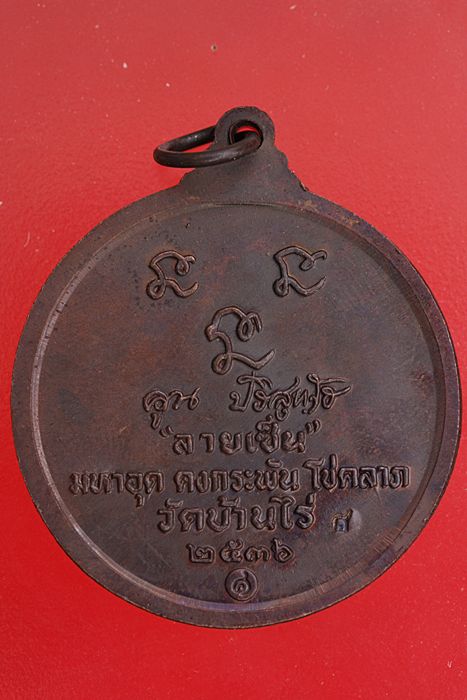 คูณ ปริสุทฺโธ
"ลายเซ็น"
มหาอุด คงกระพัน โชคลาภ
วัดบ้านไร่
๒๕๓๖